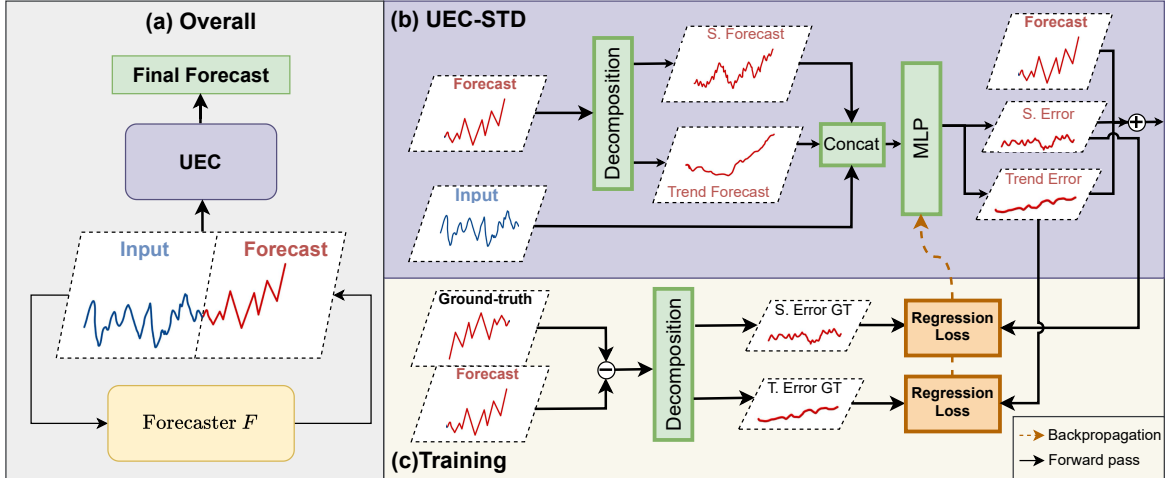 (a) Overall
Final Forecast
UEC
Input
Forecast
Forecaster F
(b) UEC-STD
Forecast
Input
Decomposition
S. Forecast
Trend Forecast
Concat
MLP
Forecast
S. Error
Trend Error
Ground-truth
Forecast
Decomposition
S. Error GT
T. Error GT
Regression
Loss
Regression
Loss
(c)Training
Backpropagation
Forward pass